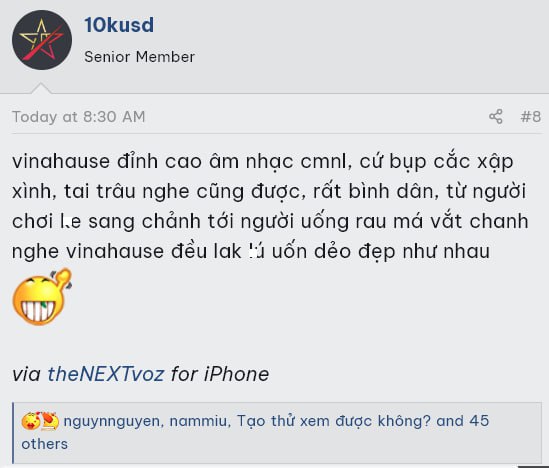 10kusd
Senior Member
Today at 8:30 AM
#8
vinahause đỉnh cao âm nhạc cmnl, cứ bụp cắc xập
xình, tai trâu nghe cũng được, rất bình dân, từ người
chơi ke sang chảnh tới người uống rau má vắt chanh
nghe vinahause đều lak lú uốn dẻo đẹp như nhau
via theNEXTvoz for iPhone
nguynnguyen, nammiu, Tạo thử xem được không? and 45
others